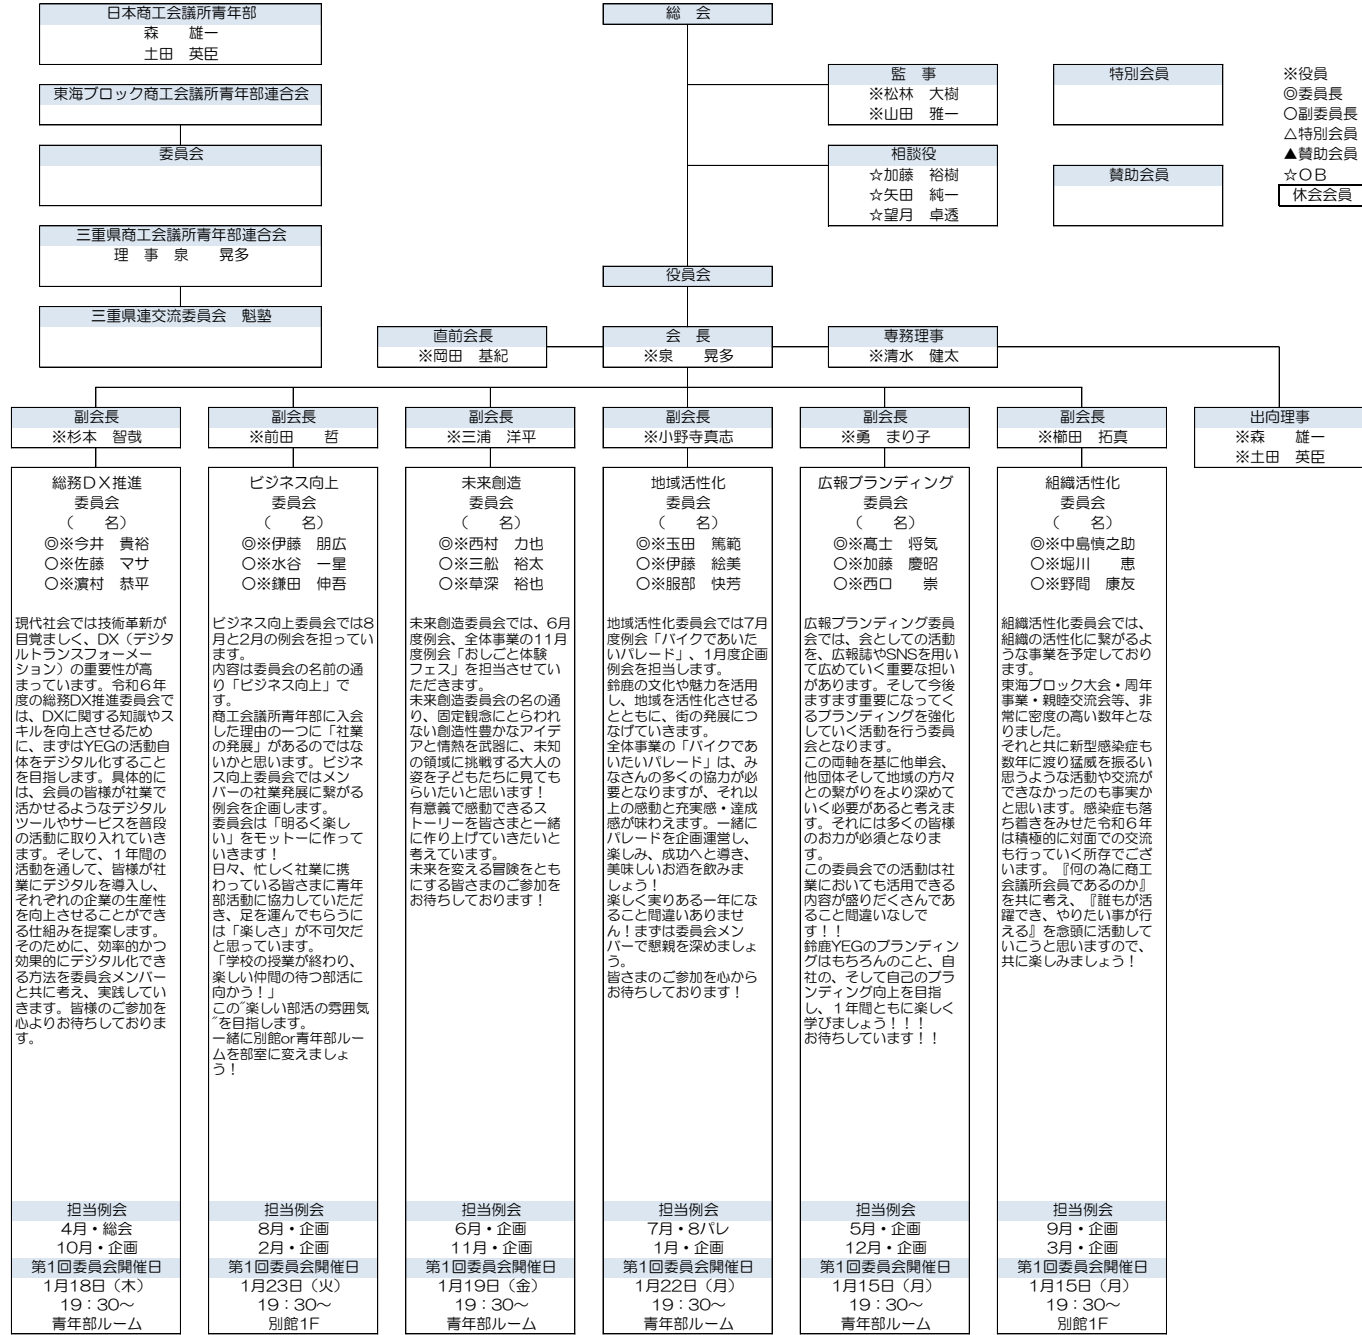 日本商工会議所青年部
森　　雄一
土田　英臣
東海ブロック商工会議所青年部連合会
委員会
三重県商工会議所青年部連合会
理　事　泉　　晃多
三重県連交流委員会　魁塾
総　会
監　事
※松林　大樹
※山田　雅一
相談役
☆加藤　裕樹
☆矢田　純一
☆望月　卓透
特別会員
賛助会員
※役員
◎委員長
○副委員長
△特別会員
▲賛助会員
☆ＯＢ
休会会員
役員会
直前会長
※岡田　基紀
会　長
※泉　　晃多
専務理事
※清水　健太
出向理事
※森　　雄一
※土田　英臣
副会長
※杉本　智哉
総務ＤＸ推進
委員会
（　　名）
◎※今井　貴裕
○※佐藤　マサ
○※濵村　恭平
現代社会では技術革新が
目覚ましく、DX（デジタ
ルトランスフォーメー
ション）の重要性が高
まっています。令和６年
度の総務DX推進委員会で
は、DXに関する知識やス
キルを向上させるため
に、まずはYEGの活動自
体をデジタル化すること
を目指します。具体的に
は、会員の皆様が社業で
活かせるようなデジタル
ツールやサービスを普段
の活動に取り入れていき
ます。そして、１年間の
活動を通して、皆様が社
業にデジタルを導入し、
それぞれの企業の生産性
を向上させることができ
る仕組みを提案します。
そのために、効率的かつ
効果的にデジタル化でき
る方法を委員会メンバー
と共に考え、実践してい
きます。皆様のご参加を
心よりお待ちしておりま
す。
担当例会
4月・総会
10月・企画
第1回委員会開催日
1月18日（木）
19：30～
青年部ルーム
副会長
※前田　　哲
ビジネス向上
委員会
（　　名）
◎※伊藤　朋広
○※水谷　一星
○※鎌田　伸吾
ビジネス向上委員会では8
月と2月の例会を担ってい
ます。
内容は委員会の名前の通
り「ビジネス向上」で
す。
商工会議所青年部に入会
した理由の一つに「社業
の発展」があるのではな
いかと思います。ビジネ
ス向上委員会ではメン
バーの社業発展に繋がる
例会を企画します。
委員会は「明るく楽し
い」をモットーに作って
いきます！
日々、忙しく社業に携
わっている皆さまに青年
部活動に協力していただ
き、足を運んでもらうに
は「楽しさ」が不可欠だ
と思っています。
「学校の授業が終わり、
楽しい仲間の待つ部活に
向かう！」
この〝楽しい部活の雰囲気
〟を目指します。
一緒に別館or青年部ルー
ムを部室に変えましょ
う！
担当例会
8月・企画
2月・企画
第1回委員会開催日
1月23日（火）
19：30～
別館1F
副会長
※三浦　洋平
未来創造
委員会
（　　名）
◎※西村　力也
○※三舩　裕太
○※草深　裕也
未来創造委員会では、6月
度例会、全体事業の11月
度例会「おしごと体験
フェス」を担当させてい
ただきます。
未来創造委員会の名の通
り、固定観念にとらわれ
ない創造性豊かなアイデ
アと情熱を武器に、未知
の領域に挑戦する大人の
姿を子どもたちに見ても
らいたいと思います！
有意義で感動できるス
トーリーを皆さまと一緒
に作り上げていきたいと
考えています。
未来を変える冒険をとも
にする皆さまのご参加を
お待ちしております！
担当例会
6月・企画
11月・企画
第1回委員会開催日
1月19日（金）
19：30～
青年部ルーム
副会長
※小野寺真志
地域活性化
委員会
（　　名）
◎※玉田　篤範
○※伊藤　絵美
○※服部　快芳
地域活性化委員会では7月
度例会「バイクであいた
いパレード」、1月度企画
例会を担当します。
鈴鹿の文化や魅力を活用
し、地域を活性化させる
とともに、街の発展につ
なげていきます。
全体事業の「バイクであ
いたいパレード」は、み
なさんの多くの協力が必
要となりますが、それ以
上の感動と充実感・達成
感が味わえます。一緒に
パレードを企画運営し、
楽しみ、成功へと導き、
美味しいお酒を飲みま
しょう！
楽しく実りある一年にな
ること間違いありませ
ん！まずは委員会メン
バーで懇親を深めましょ
う。
皆さまのご参加を心から
お待ちしております！
担当例会
7月・8パレ
1月・企画
第1回委員会開催日
1月22日（月）
19：30～
青年部ルーム
副会長
※勇　まり子
広報ブランディング
委員会
（　　名）
◎※髙士　将気
○※加藤　慶昭
○※西口　　崇
広報ブランディング委員
会では、会としての活動
を、広報誌やSNSを用い
て広めていく重要な担い
があります。そして今後
ますます重要になってく
るブランディングを強化
していく活動を行う委員
会となります。
この両軸を基に他単会、
他団体そして地域の方々
との繋がりをより深めて
いく必要があると考えま
す。それには多くの皆様
のお力が必須となりま
す。
この委員会での活動は社
業においても活用できる
内容が盛りだくさんであ
ること間違いなしで
す！！
鈴鹿YEGのブランディン
グはもちろんのこと、自
社の、そして自己のブラ
ンディング向上を目指
し、１年間ともに楽しく
学びましょう！！！
お待ちしています！！
担当例会
5月・企画
12月・企画
第1回委員会開催日
1月15日（月）
19：30～
青年部ルーム
副会長
※櫛田　拓真
組織活性化
委員会
（　　名）
◎※中島慎之助
○※堀川　　恵
○※野間　康友
組織活性化委員会では、
組織の活性化に繋がるよ
うな事業を予定しており
ます。
東海ブロック大会・周年
事業・親睦交流会等、非
常に密度の高い数年とな
りました。
それと共に新型感染症も
数年に渡り猛威を振るい
思うような活動や交流が
できなかったのも事実か
と思います。感染症も落
ち着きをみせた令和６年
は積極的に対面での交流
も行っていく所存でござ
います。『何の為に商工
会議所会員であるのか』
を共に考え、『誰もが活
躍でき、やりたい事が行
える』を念頭に活動して
いこうと思いますので、
共に楽しみましょう！
担当例会
9月・企画
3月・企画
第1回委員会開催日
1月15日（月）
19：30～
別館1F